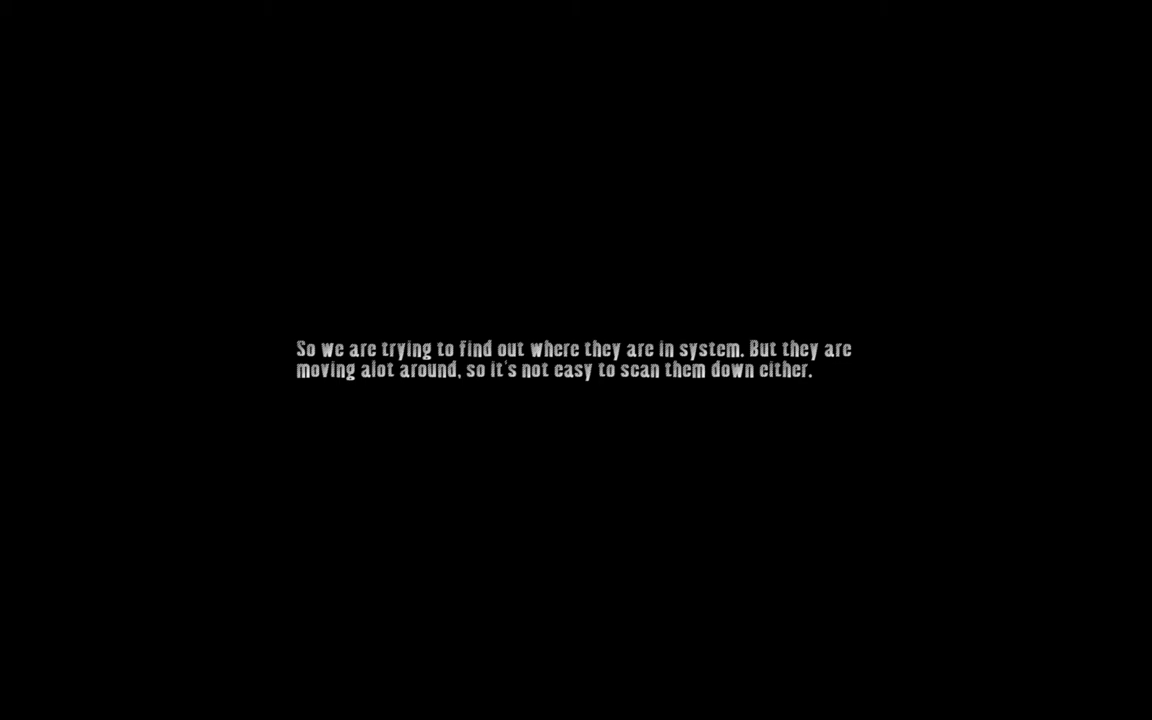 So we are trying to find out where they are in system. But they are
moving alot around, so it's not easy to scan them down either.